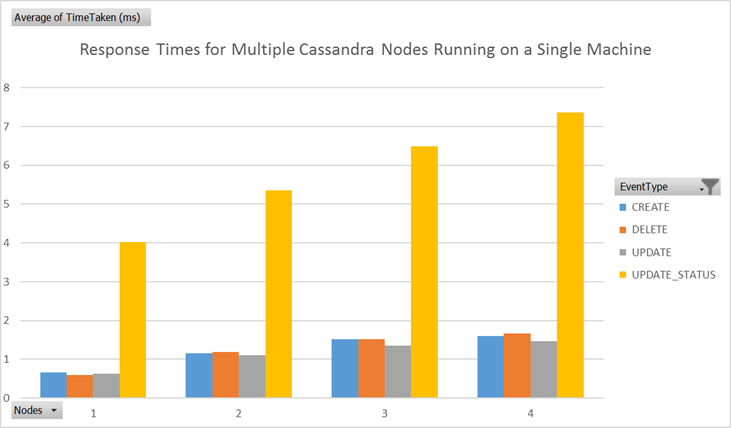 Average of TimeTaken (ms)
Response Times for Multiple Cassandra Nodes Running on a Single Machine
8
7
6
5
4
3
2
1
0
EventType
CREATE
DELETE
UPDATE
UPDATE_STATUS
Nodes
1 2 3 4